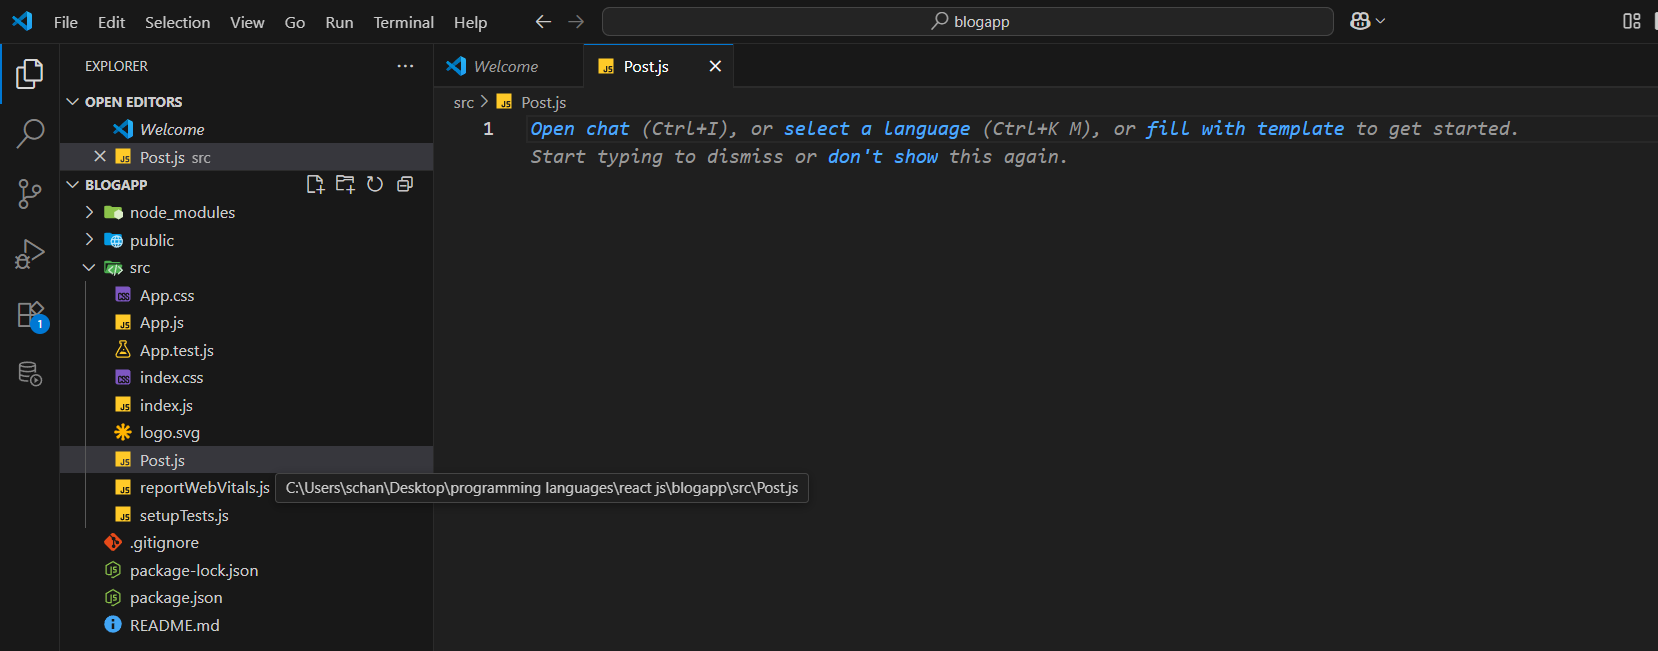 File Edit Selection View Go Run Terminal Help blogapp
EXPLORER
OPEN EDITORS
Welcome
Post.js src
BLOGAPP
node_modules
public
src
App.css
App.js
App.test.js
index.css
index.js
logo.svg
Post.js
reportWebVitals.js
setupTests.js
.gitignore
package-lock.json
package.json
README.md
1
Welcome
Post.js
src > Post.js
1
Open chat (Ctrl+I), or select a language (Ctrl+K M), or fill with template to get started.
Start typing to dismiss or don't show this again.
C:\Users\schan\Desktop\programming languages\react js\blogapp\src\Post.js